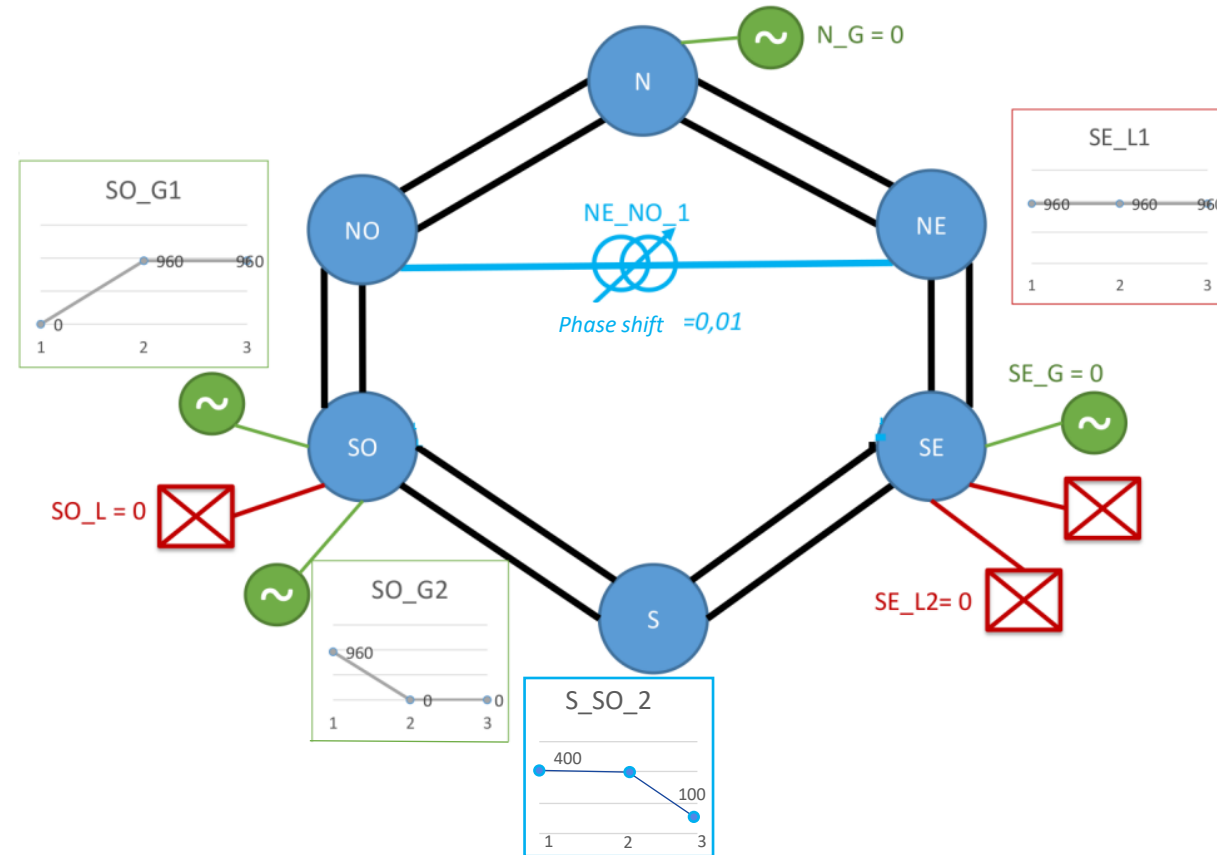 N_G = 0
N
SE_L1
960 960 960
1 2 3
SO_G1
0 960 960
1 2 3
NO
NE_NO_1
NE
Phase shift =0,01
SE_G = 0
SO
SE
SO_L = 0
SO_G2
960 0 0
1 2 3
S
SE_L2= 0
S_SO_2
400 100
1 2 3